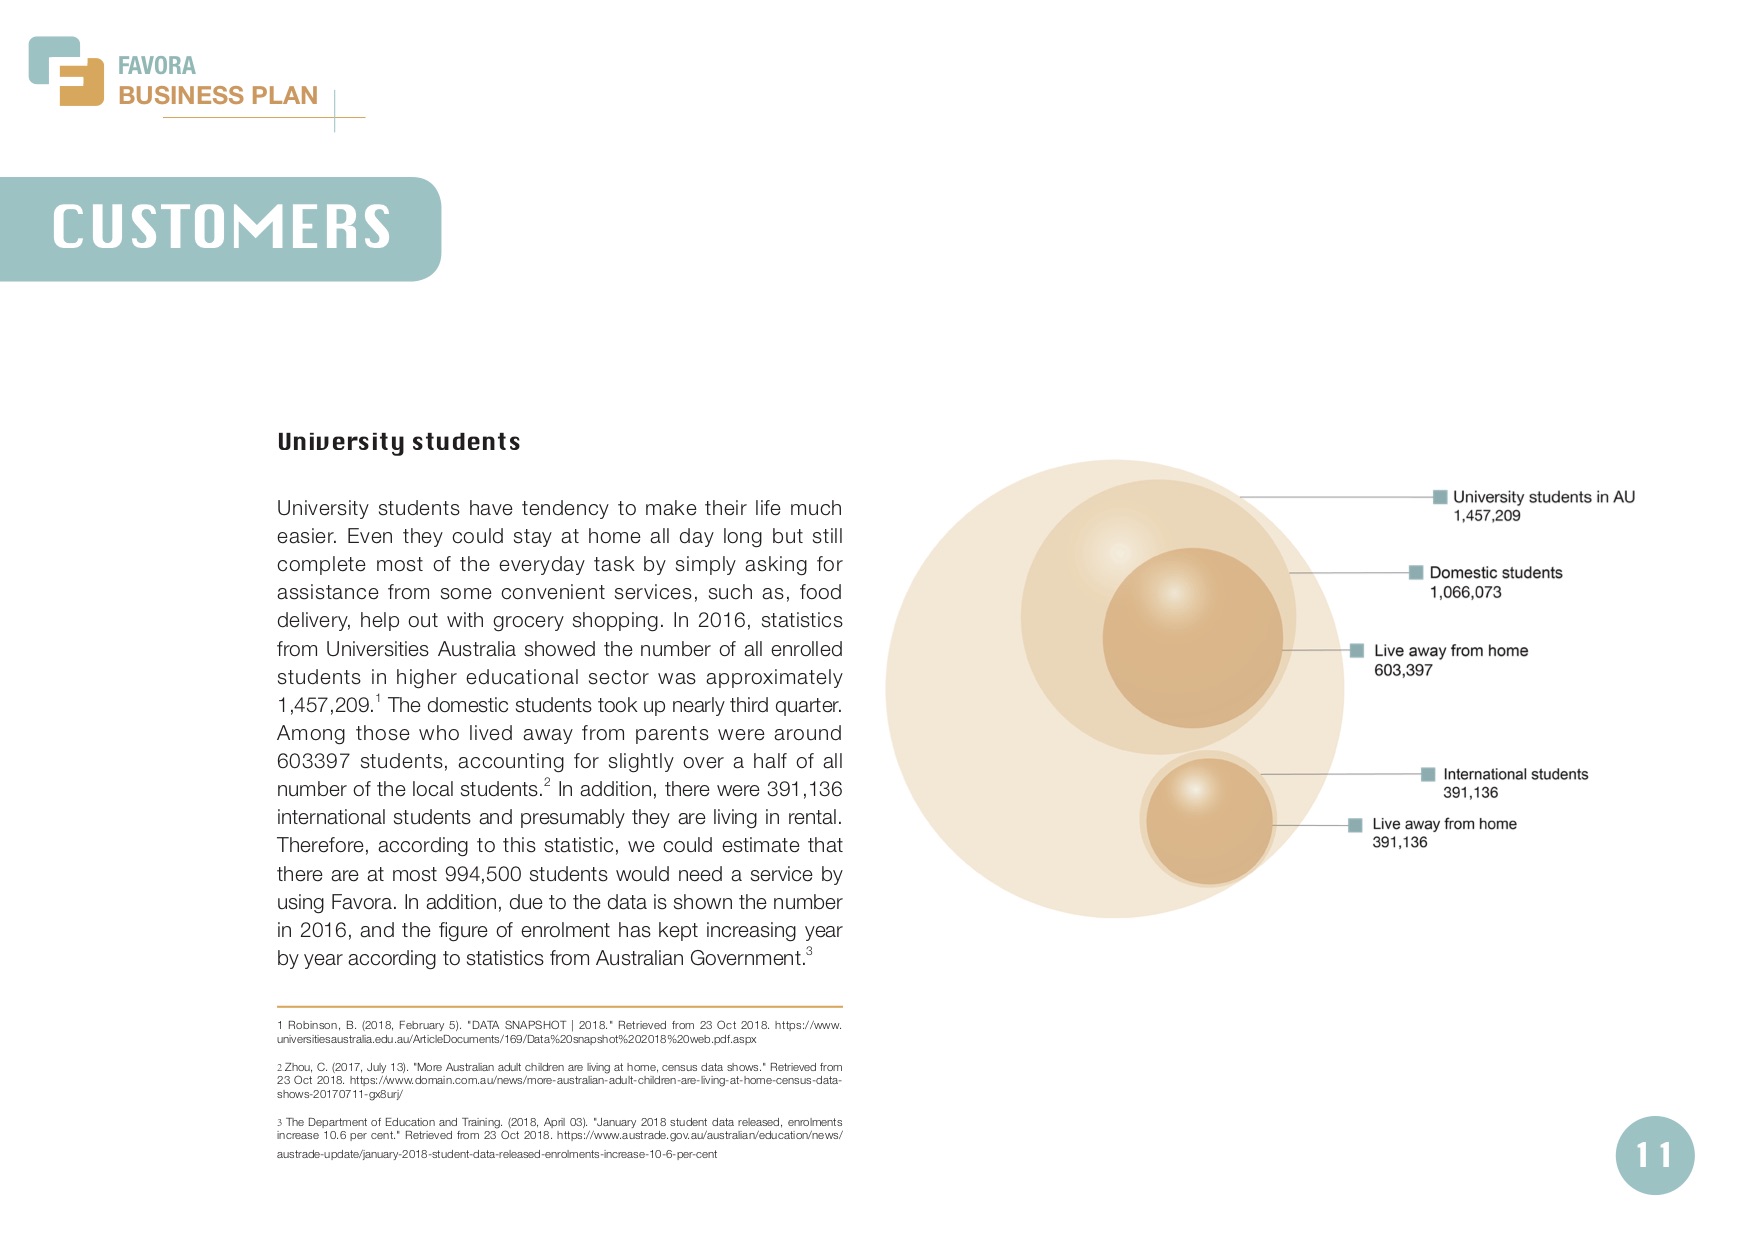 FAVORA
BUSINESS PLAN
CUSTOMERS
University students
University students have tendency to make their life much
easier. Even they could stay at home all day long but still
complete most of the everyday task by simply asking for
assistance from some convenient services, such as, food
delivery, help out with grocery shopping. In 2016, statistics
from Universities Australia showed the number of all enrolled
students in higher educational sector was approximately
1,457,209.1 The domestic students took up nearly third quarter.
Among those who lived away from parents were around
603397 students, accounting for slightly over a half of all
number of the local students.2 In addition, there were 391,136
international students and presumably they are living in rental.
Therefore, according to this statistic, we could estimate that
there are at most 994,500 students would need a service by
using Favora. In addition, due to the data is shown the number
in 2016, and the figure of enrolment has kept increasing year
by year according to statistics from Australian Government.3
1 Robinson, B. (2018, February 5). "DATA SNAPSHOT | 2018." Retrieved from 23 Oct 2018. https://www.
universitiesaustralia.edu.au/ArticleDocuments/169/Data%20snapshot%202018%20web.pdf.aspx
2 Zhou, C. (2017, July 13). "More Australian adult children are living at home, census data shows." Retrieved from
23 Oct 2018. https://www.domain.com.au/news/more-australian-adult-children-are-living-at-home-census-data-
shows-20170711-gx8urj/
3 The Department of Education and Training. (2018, April 03). "January 2018 student data released, enrolments
increase 10.6 per cent." Retrieved from 23 Oct 2018. https://www.austrade.gov.au/australian/education/news/
austrade-update/january-2018-student-data-released-enrolments-increase-10-6-per-cent
University students in AU
1,457,209
Domestic students
1,066,073
Live away from home
603,397
International students
391,136
Live away from home
391,136
11